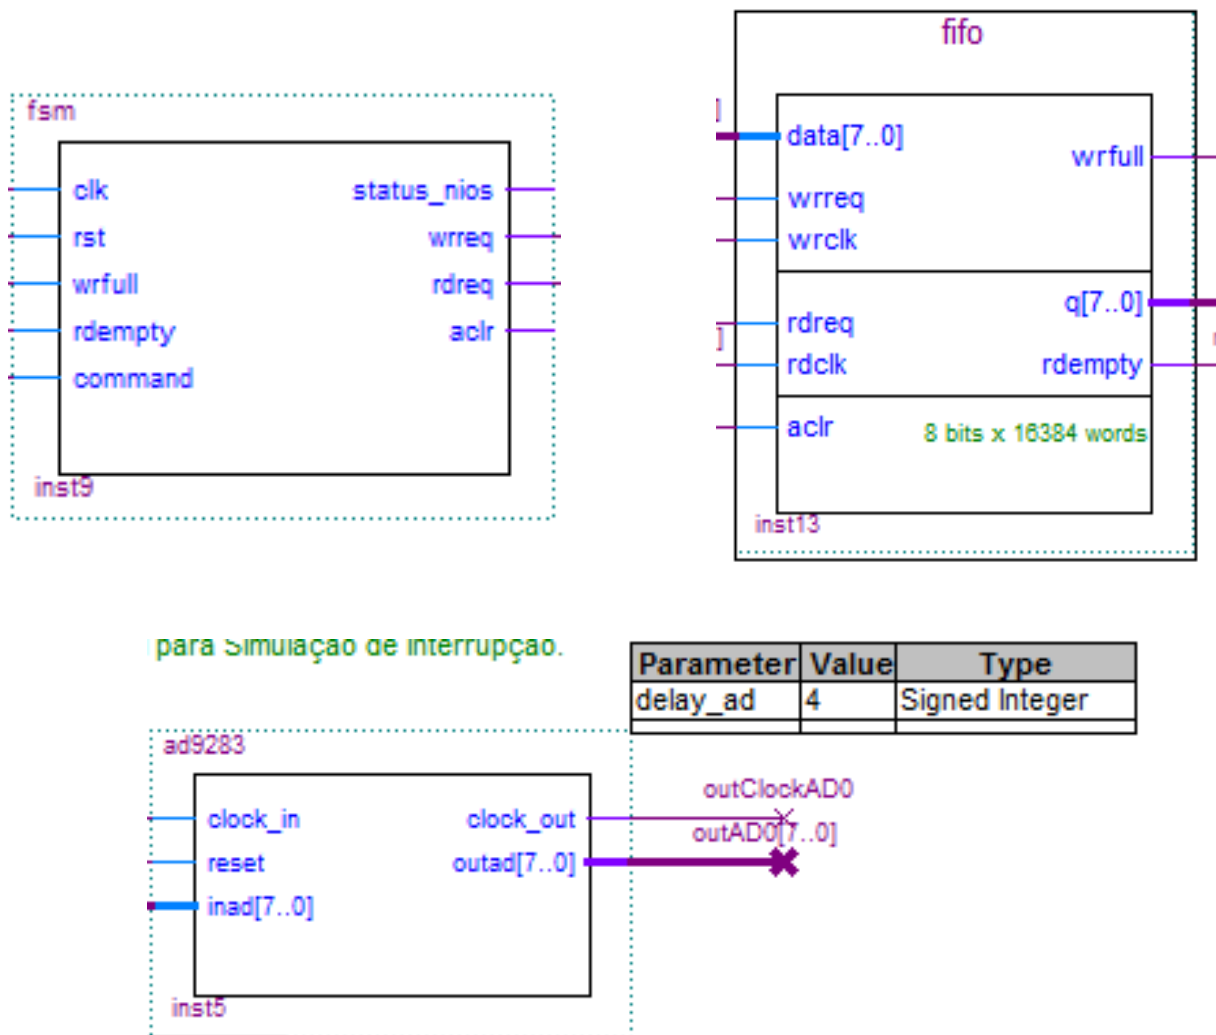 fsm
clk
rst
wrfull
rdempty
command
status_nios
wrreq
rdreq
aclr
inst9
fifo
]
data[7..0]
wrreq
wrclk
wrfull
]
rdreq
rdclk
q[7..0]
rdempty
aclr
8 bits x 16384 words
inst13
para Simulação de Interrupção.
Parameter Value Type
delay_ad 4 Signed Integer
ad9283
clock_in
reset
inad[7..0]
clock_out
outad[7..0]
inst5
outClockAD0
outAD0[7..0]